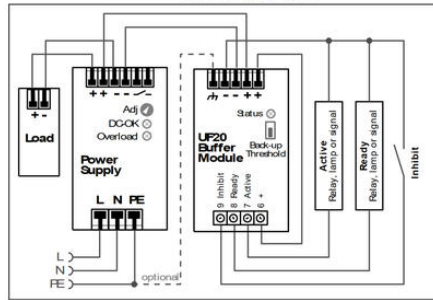 + + - - -
- - + +
+ -
Load
Adj
DC-OK
Overload
Power
Supply
L N PE
Status
UF20
Buffer
Module
Back-up
Threshold
9 Inhibit
8 Ready
7 Active
6 +
Active
Relay, lamp or signal
Ready
Relay, lamp or signal
Inhibit
L
N
PE
optional